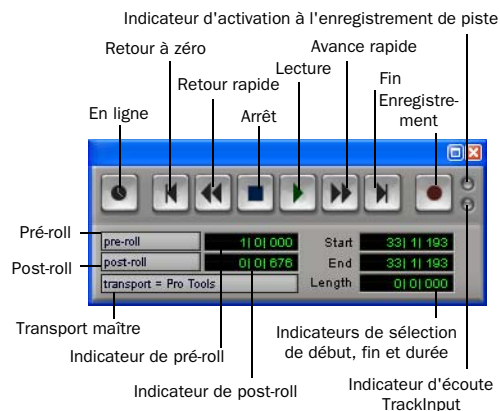 Indicateur d'activation à l'enregistrement de piste
Retour à zéro
Avance rapide
Lecture
Retour rapide
Fin
Enregistre-
ment
En ligne
Arrêt
Pré-roll
pre-roll
1| 0| 000
Start
33| 1| 193
Post-roll
post-roll
0| 0| 676
End
33| 1| 193
transport = Pro Tools
Length
0| 0| 000
Transport maître
Indicateurs de sélection
de début, fin et durée
Indicateur de pré-roll
Indicateur de post-roll
Indicateur d'écoute
TrackInput